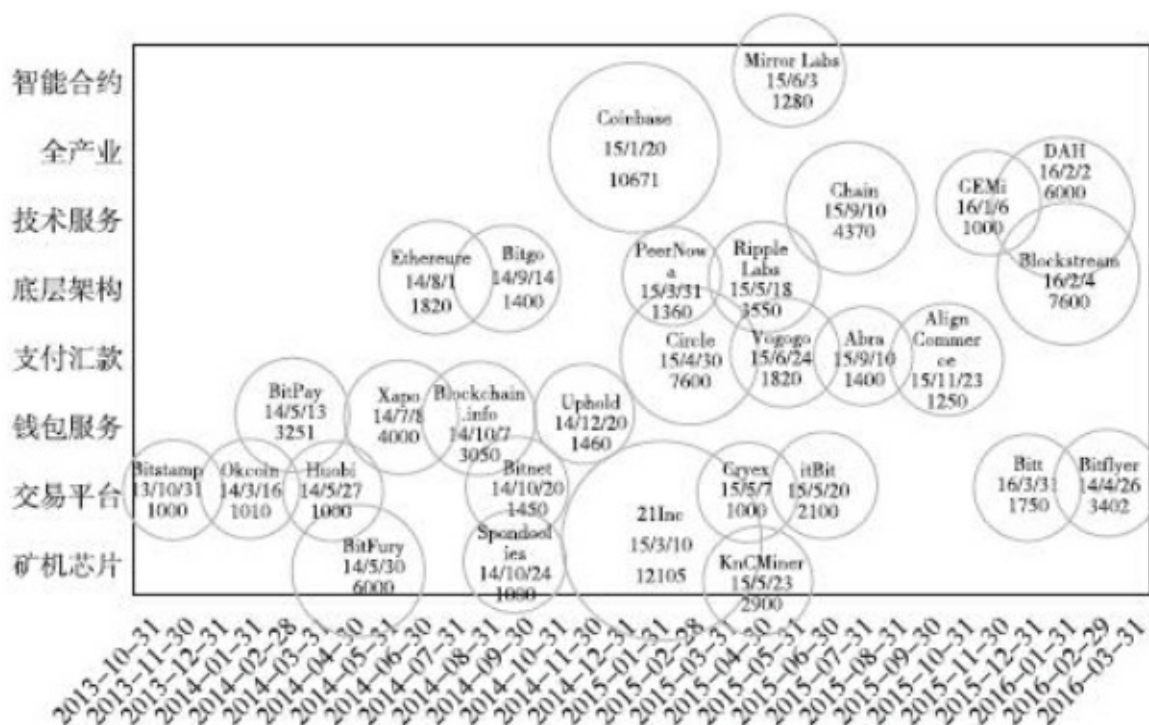 智能合约
全产业
技术服务
底层架构
支付汇款
钱包服务
交易平台
矿机芯片
Mirror Labs
15/6/3
1280
Coinbase
15/1/20
10671
Chain
15/9/10
4370
GEMi
16/1/6
1000
DAH
16/2/2
6000
Ethereure
14/8/1
1820
Bitgo
14/9/14
1400
PeerNow
a
15/3/31
1360
Ripple
Labs
15/5/18
3550
Blockstream
16/2/4
7600
Circle
15/4/30
7600
Vogogo
15/6/24
1820
Abra
15/9/10
1400
Align
Commer
ce
15/11/23
1250
BitPay
14/5/13
3251
Xapo
14/7/8
4000
Blockchain
.info
14/10/7
3050
Uphold
14/12/20
1460
Bitstamp
13/10/31
1000
Okcoin
14/3/16
1010
Huobi
14/5/27
1000
Bitnet
14/10/20
1450
21Inc
15/3/10
12105
15/5/7
1000
itBit
15/5/20
2100
Bitt
16/3/31
1750
Bitflyer
14/4/26
3402
BitFury
14/5/30
6000
Spondool
ies
14/10/24
1000
KnCMiner
15/5/23
2900
2013-10-31
2013-11-30
2013-12-31
2014-01-31
2014-02-28
2014-03-31
2014-04-30
2014-05-31
2014-06-30
2014-07-31
2014-08-31
2014-09-30
2014-10-31
2014-11-30
2014-12-31
2015-01-31
2015-02-28
2015-03-31
2015-04-30
2015-05-31
2015-06-30
2015-07-31
2015-08-31
2015-09-30
2015-10-31
2015-11-30
2015-12-31
2016-01-31
2016-02-29
2016-03-31